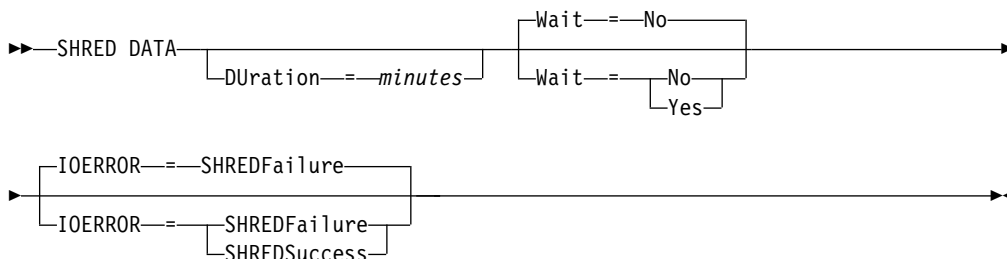 Wait = No
SHRED DATA
DUration = minutes
Wait = No
Yes
IOERROR = SHREDFailure
IOERROR = SHREDFailure
SHREDSuccess